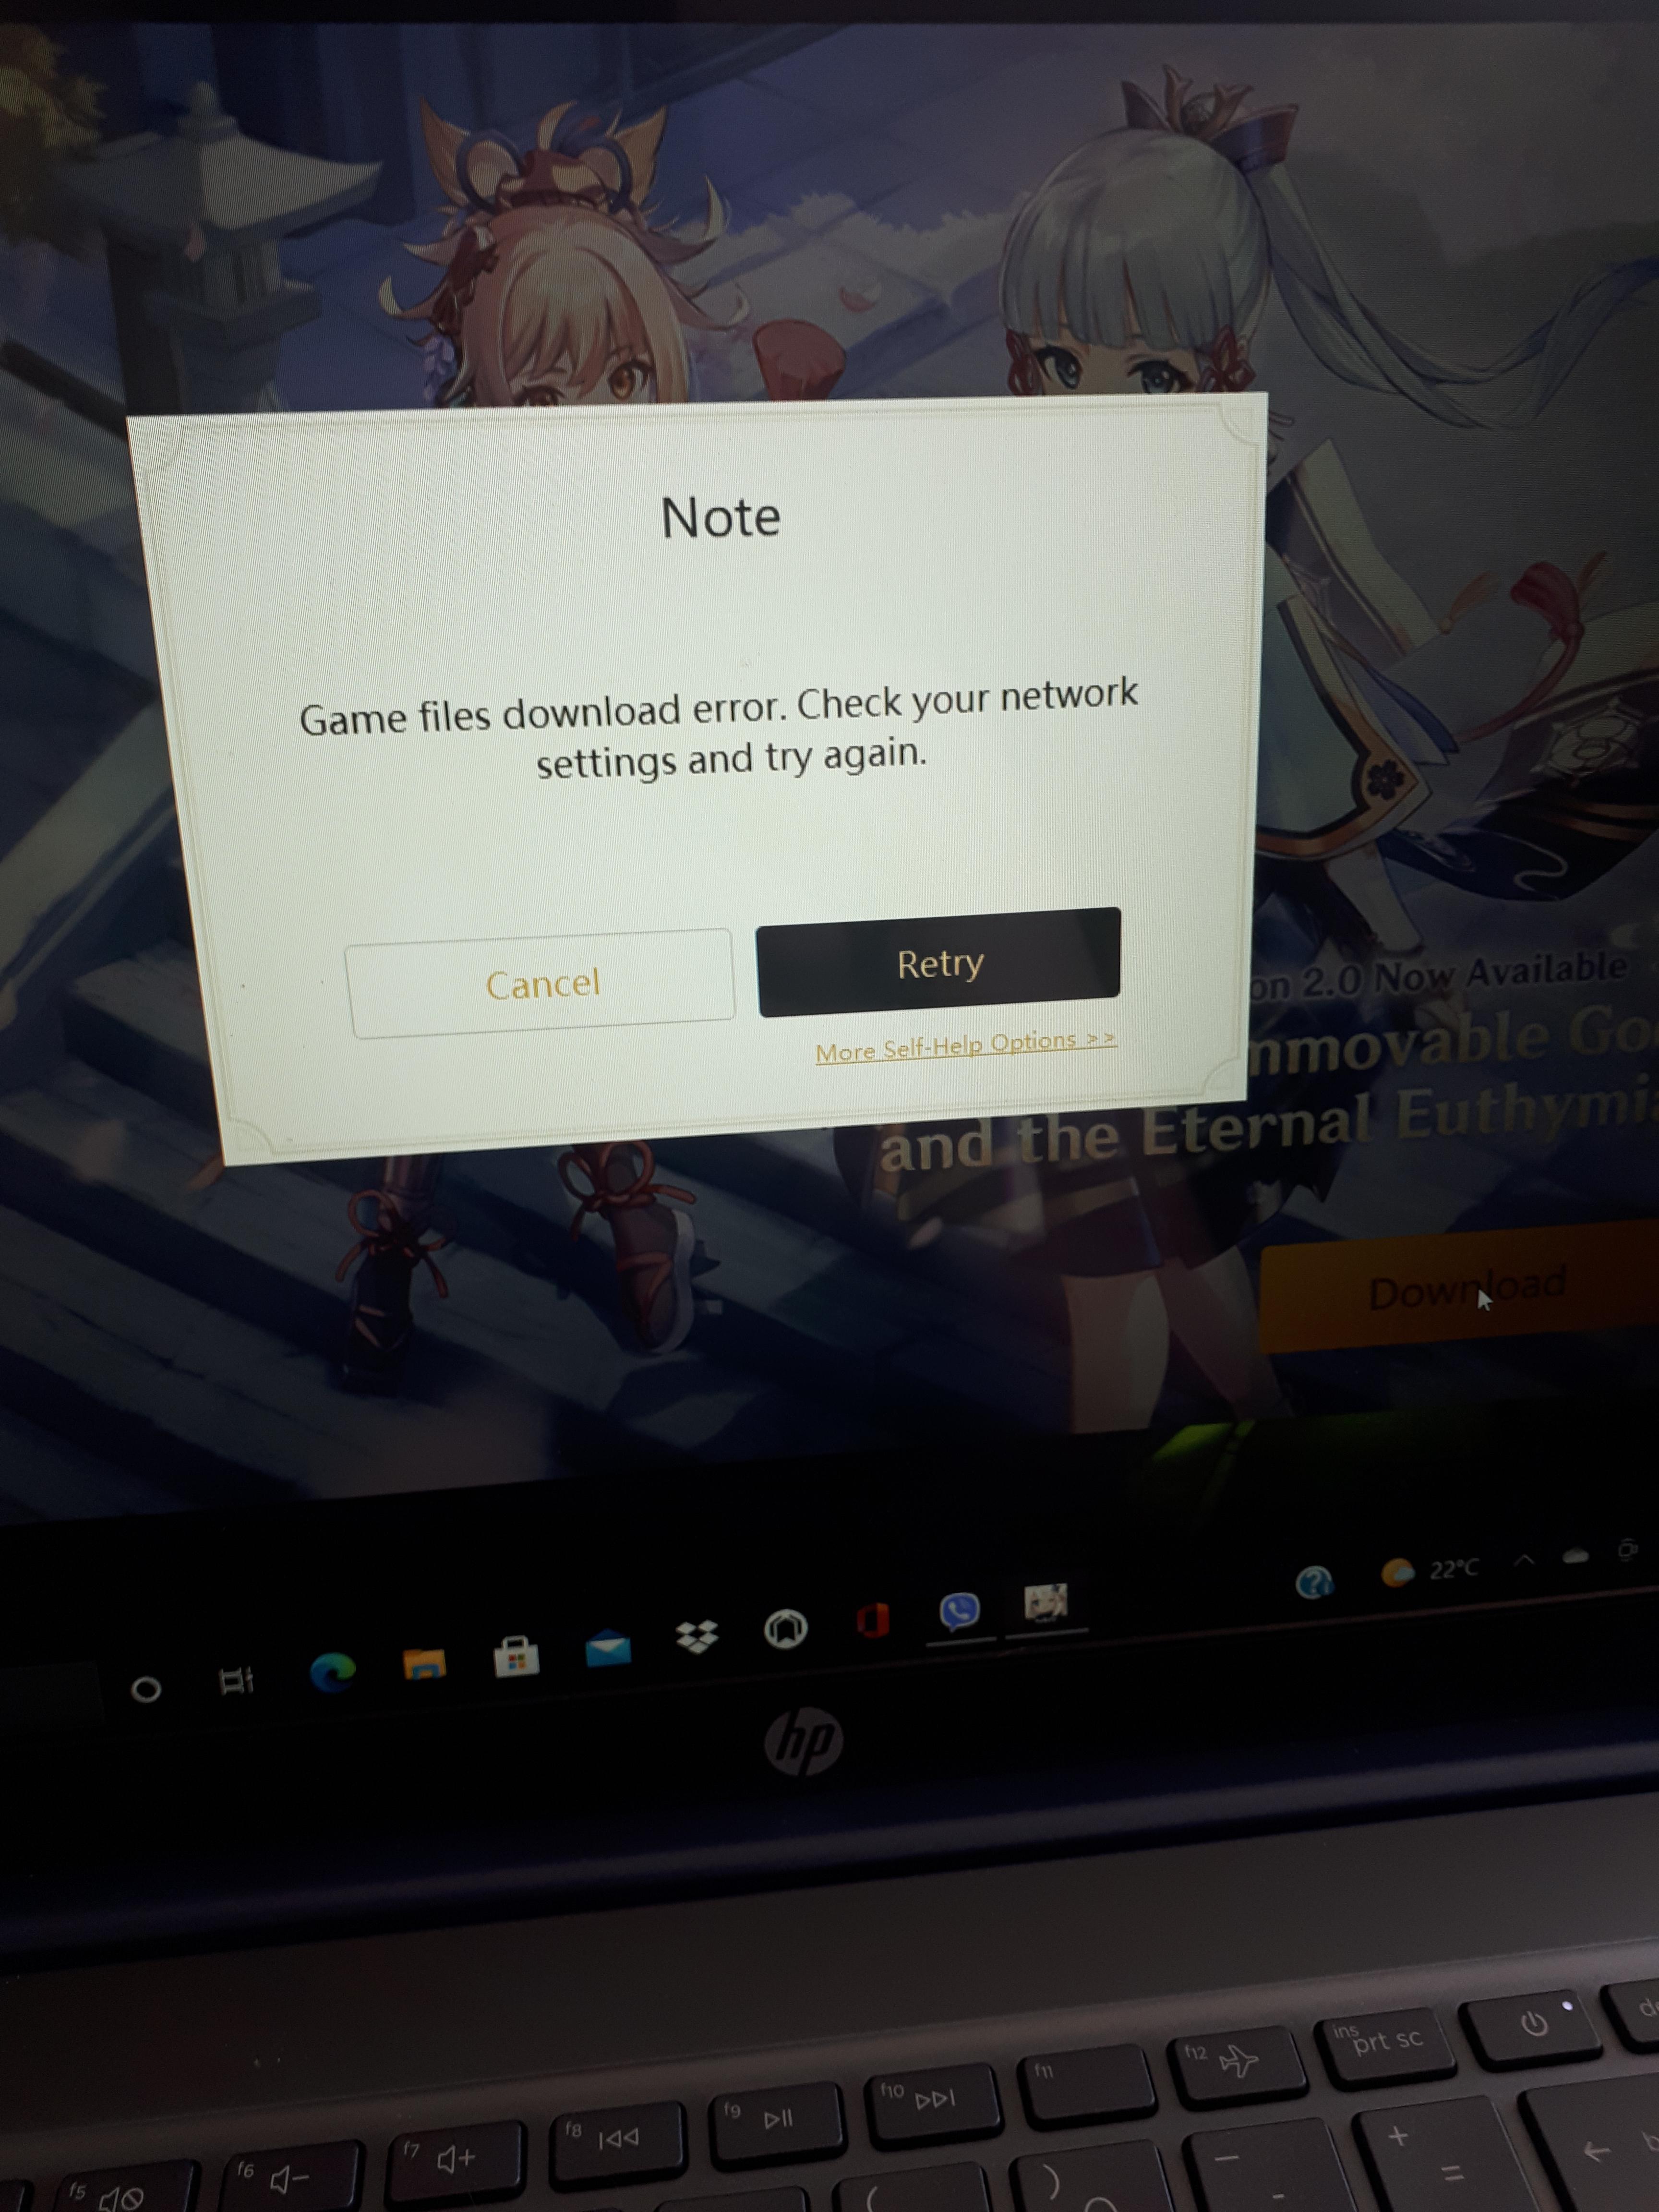 Note
Game files download error. Check your network
settings and try again.
Cancel
Retry
More Self-Help Options >>
on 2.0 Now Available
mmovable Go
and the Eternal Euthymi
Download
22°C
hp
f5
f6
f7
f8
f9
f10
f11
f12
ins
prt sc